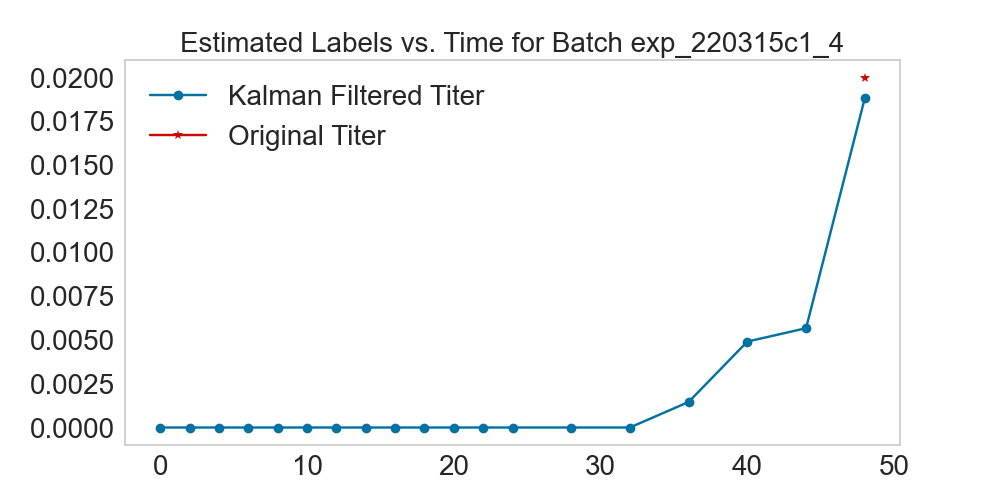 Estimated Labels vs. Time for Batch exp_220315c1_4
0.0200
0.0175
0.0150
0.0125
0.0100
0.0075
0.0050
0.0025
0.0000
Kalman Filtered Titer
Original Titer
0 10 20 30 40 50